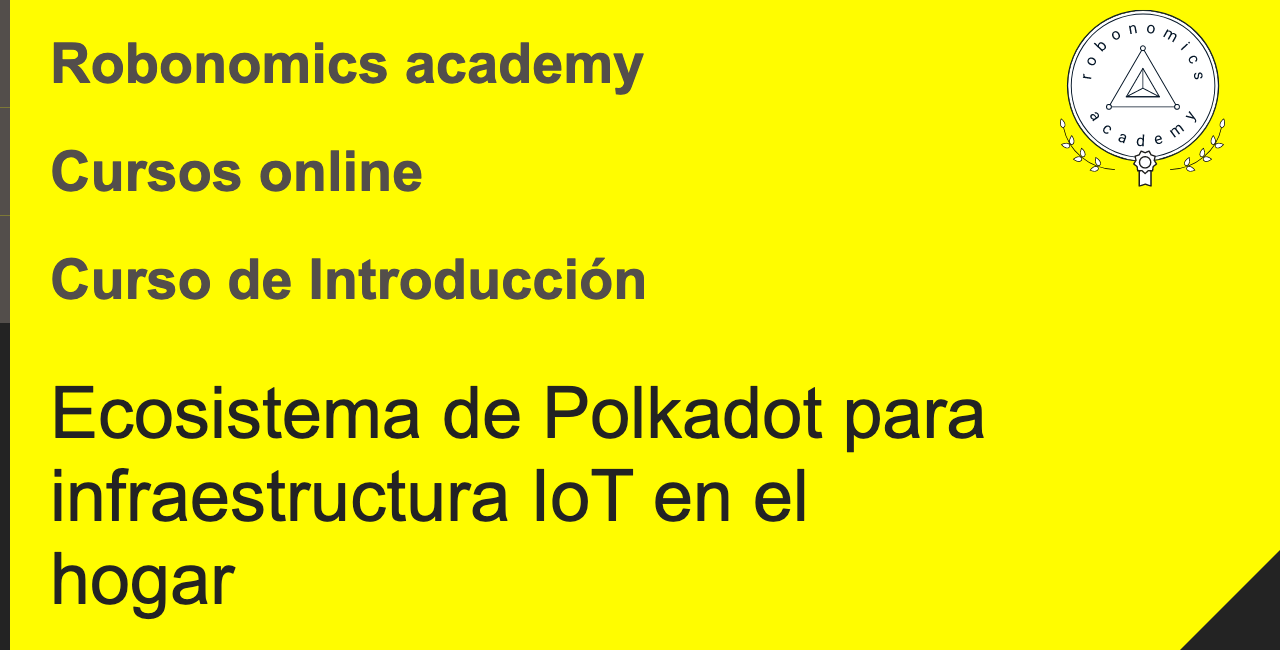 Robonomics academy
robonomics
academy
Cursos online
Curso de Introducción
Ecosistema de Polkadot para
infraestructura IoT en el
hogar